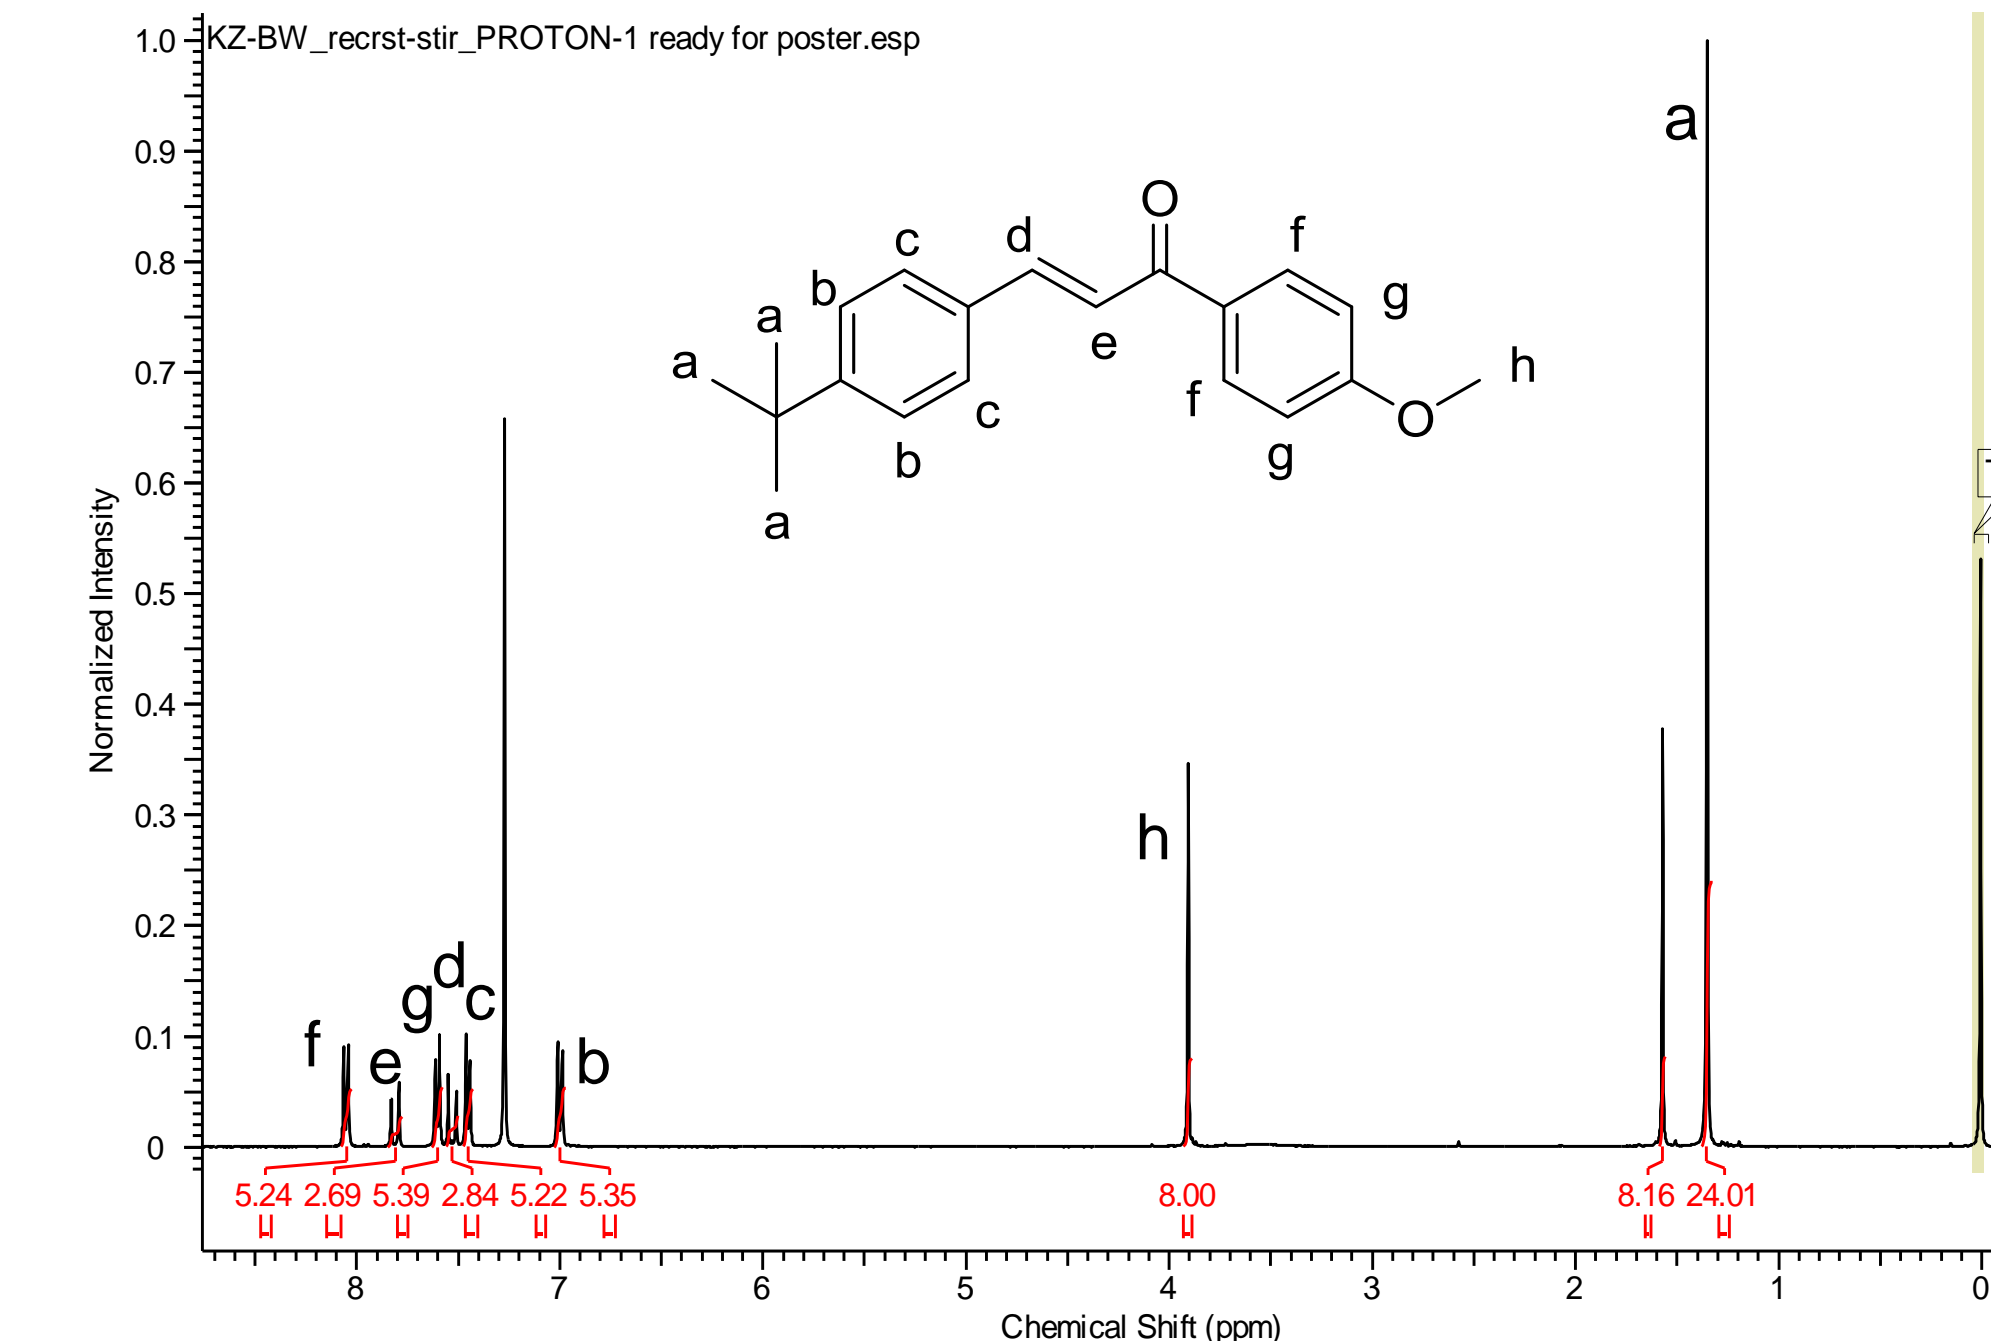 KZ-BW_recrst-stir_PROTON-1 ready for poster.esp
1.0
0.9
0.8
0.7
0.6
0.5
0.4
0.3
0.2
0.1
0
Normalized Intensity
a
O
c
d
f
b
g
a
e
a
h
f
c
O
b
g
a
h
d
g
c
f
e
b
5.24 2.69 5.39 2.84 5.22 5.35 8.00 8.16 24.01
8 7 6 5 4 3 2 1 0
Chemical Shift (ppm)